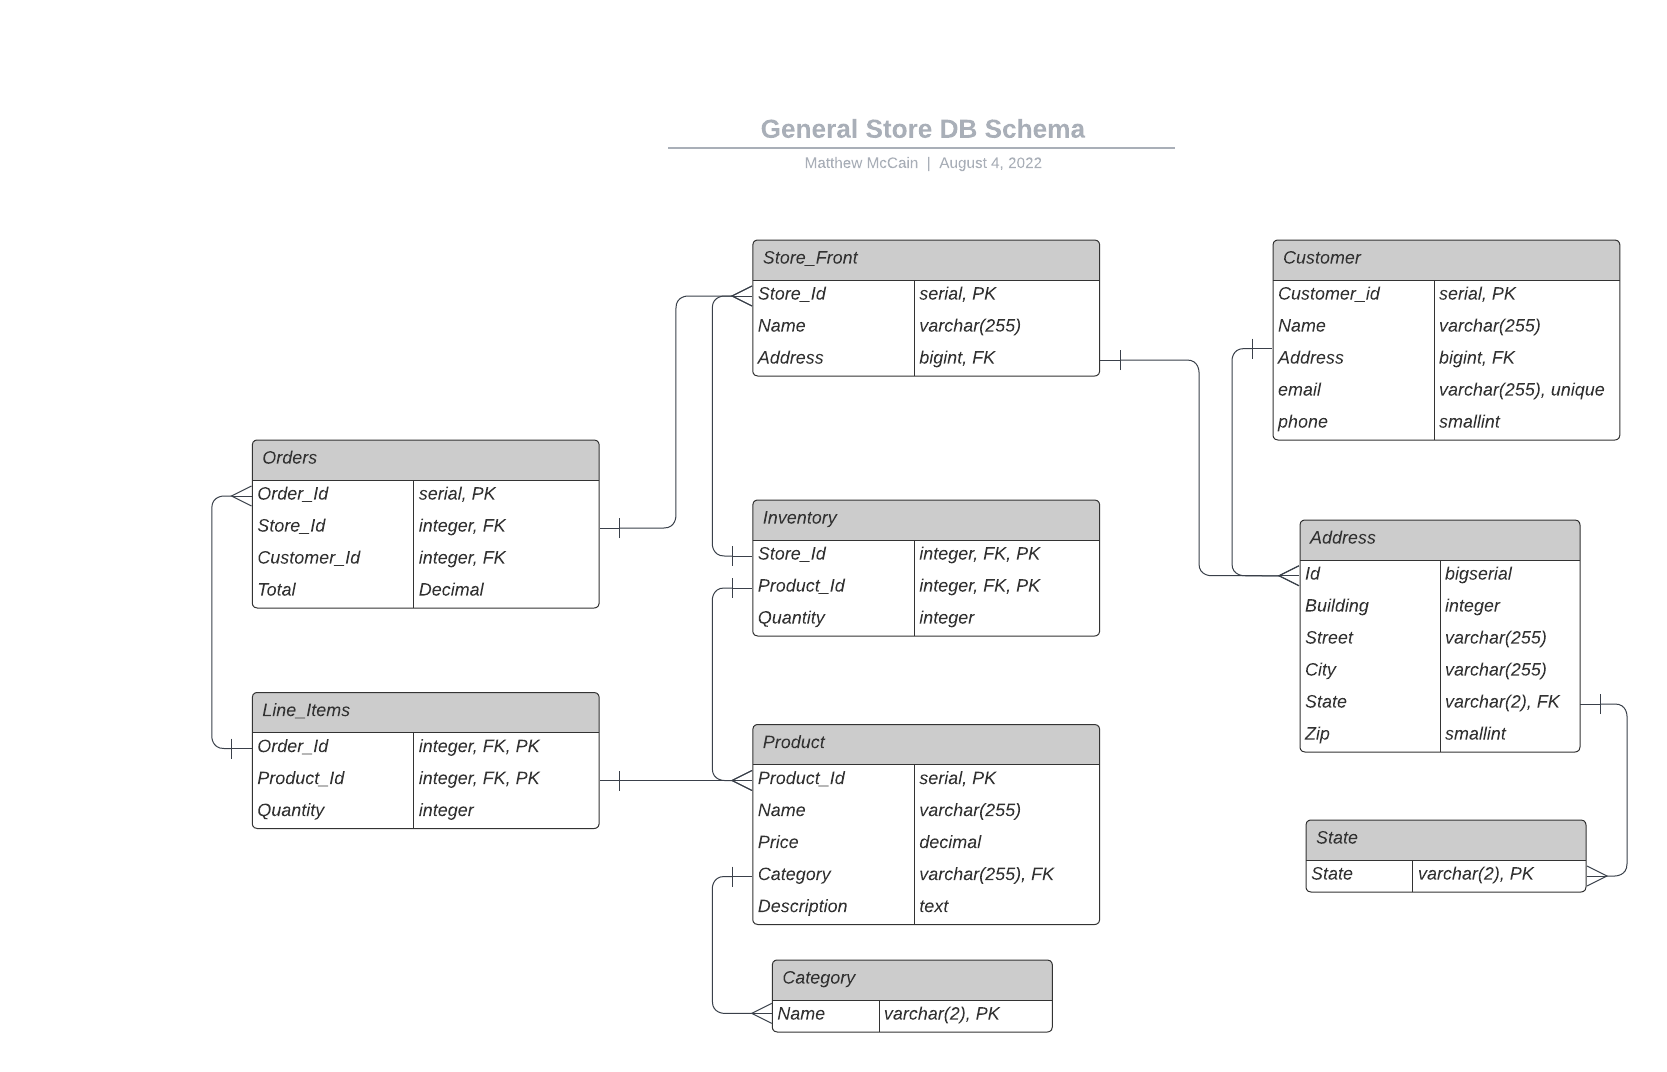 General Store DB Schema
Matthew McCain | August 4, 2022
Store_Front
Store_Id serial, PK
Name varchar(255)
Address bigint, FK
Customer
Customer_id serial, PK
Name varchar(255)
Address bigint, FK
email varchar(255), unique
phone smallint
Orders
Order_Id serial, PK
Store_Id integer, FK
Customer_Id integer, FK
Total Decimal
Inventory
Store_Id integer, FK, PK
Product_Id integer, FK, PK
Quantity integer
Address
Id bigserial
Building integer
Street varchar(255)
City varchar(255)
State varchar(2), FK
Zip smallint
Line_Items
Order_Id integer, FK, PK
Product_Id integer, FK, PK
Quantity integer
Product
Product_Id serial, PK
Name varchar(255)
Price decimal
Category varchar(255), FK
Description text
State
State varchar(2), PK
Category
Name varchar(2), PK